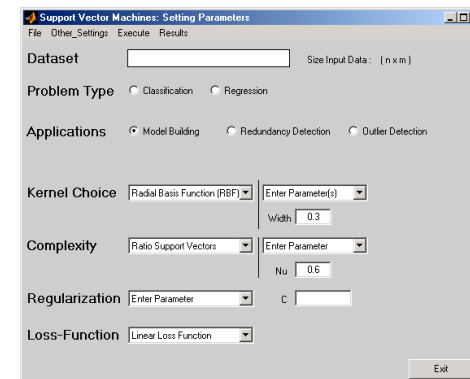 Support Vector Machines: Setting Parameters
File Other_Settings Execute Results
Dataset Size Input Data : ( n x m )
Problem Type Classification Regression
Applications Model Building Redundancy Detection Outlier Detection
Kernel Choice Radial Basis Function (RBF) Enter Parameter(s)
Width 0.3
Complexity Ratio Support Vectors Enter Parameter
Nu 0.6
Regularization Enter Parameter C
Loss-Function Linear Loss Function
Exit